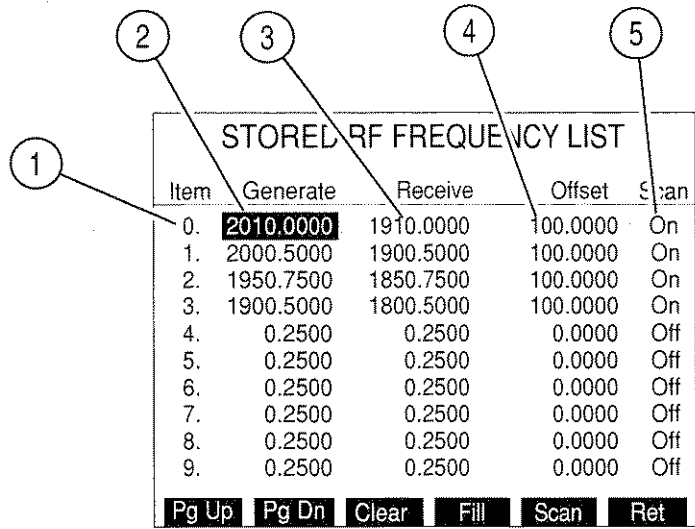 2 3 4 5
1
STORED RF FREQUENCY LIST
Item Generate Receive Offset Scan
0. 2010.0000 1910.0000 100.0000 On
1. 2000.5000 1900.5000 100.0000 On
2. 1950.7500 1850.7500 100.0000 On
3. 1900.5000 1800.5000 100.0000 On
4. 0.2500 0.2500 0.0000 Off
5. 0.2500 0.2500 0.0000 Off
6. 0.2500 0.2500 0.0000 Off
7. 0.2500 0.2500 0.0000 Off
8. 0.2500 0.2500 0.0000 Off
9. 0.2500 0.2500 0.0000 Off
Pg Up Pg Dn Clear Fill Scan Ret